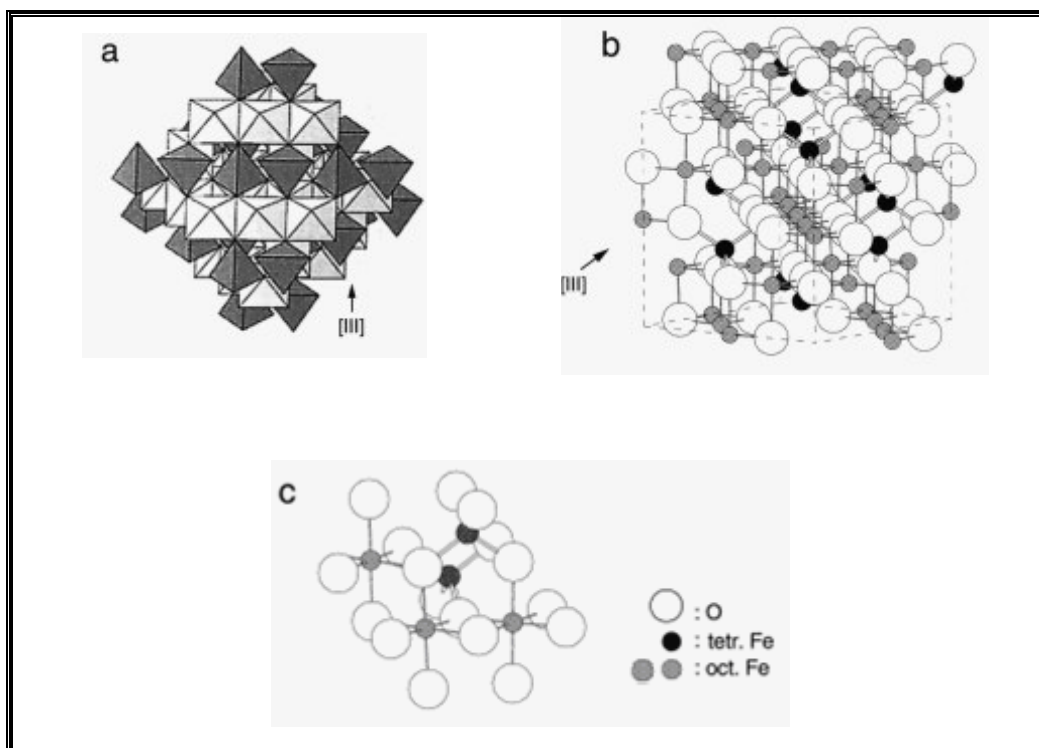 a
b
[III]
[III]
c
: O
: tetr. Fe
: oct. Fe